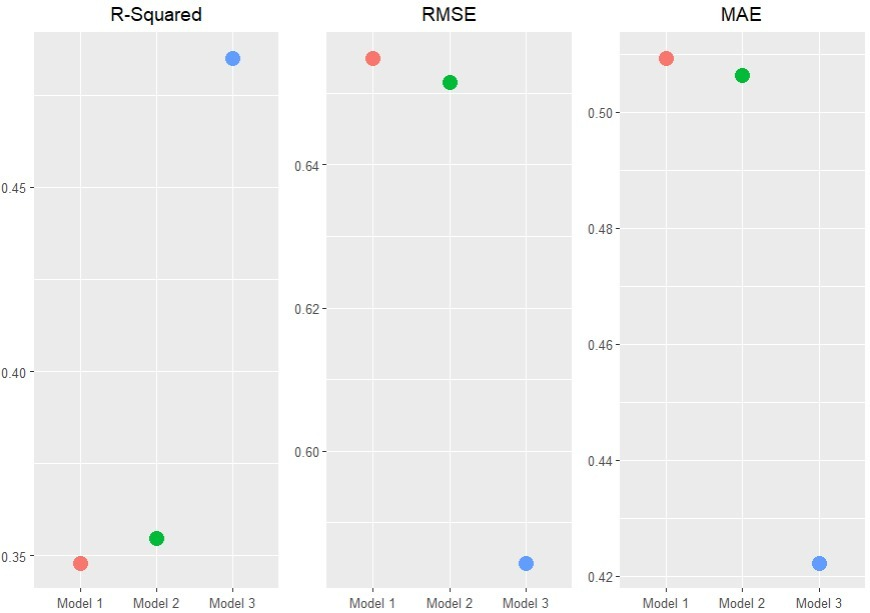 R-Squared
0.45
0.40
0.35
Model 1 Model 2 Model 3
RMSE
0.64
0.62
0.60
Model 1 Model 2 Model 3
MAE
0.50
0.48
0.46
0.44
0.42
Model 1 Model 2 Model 3